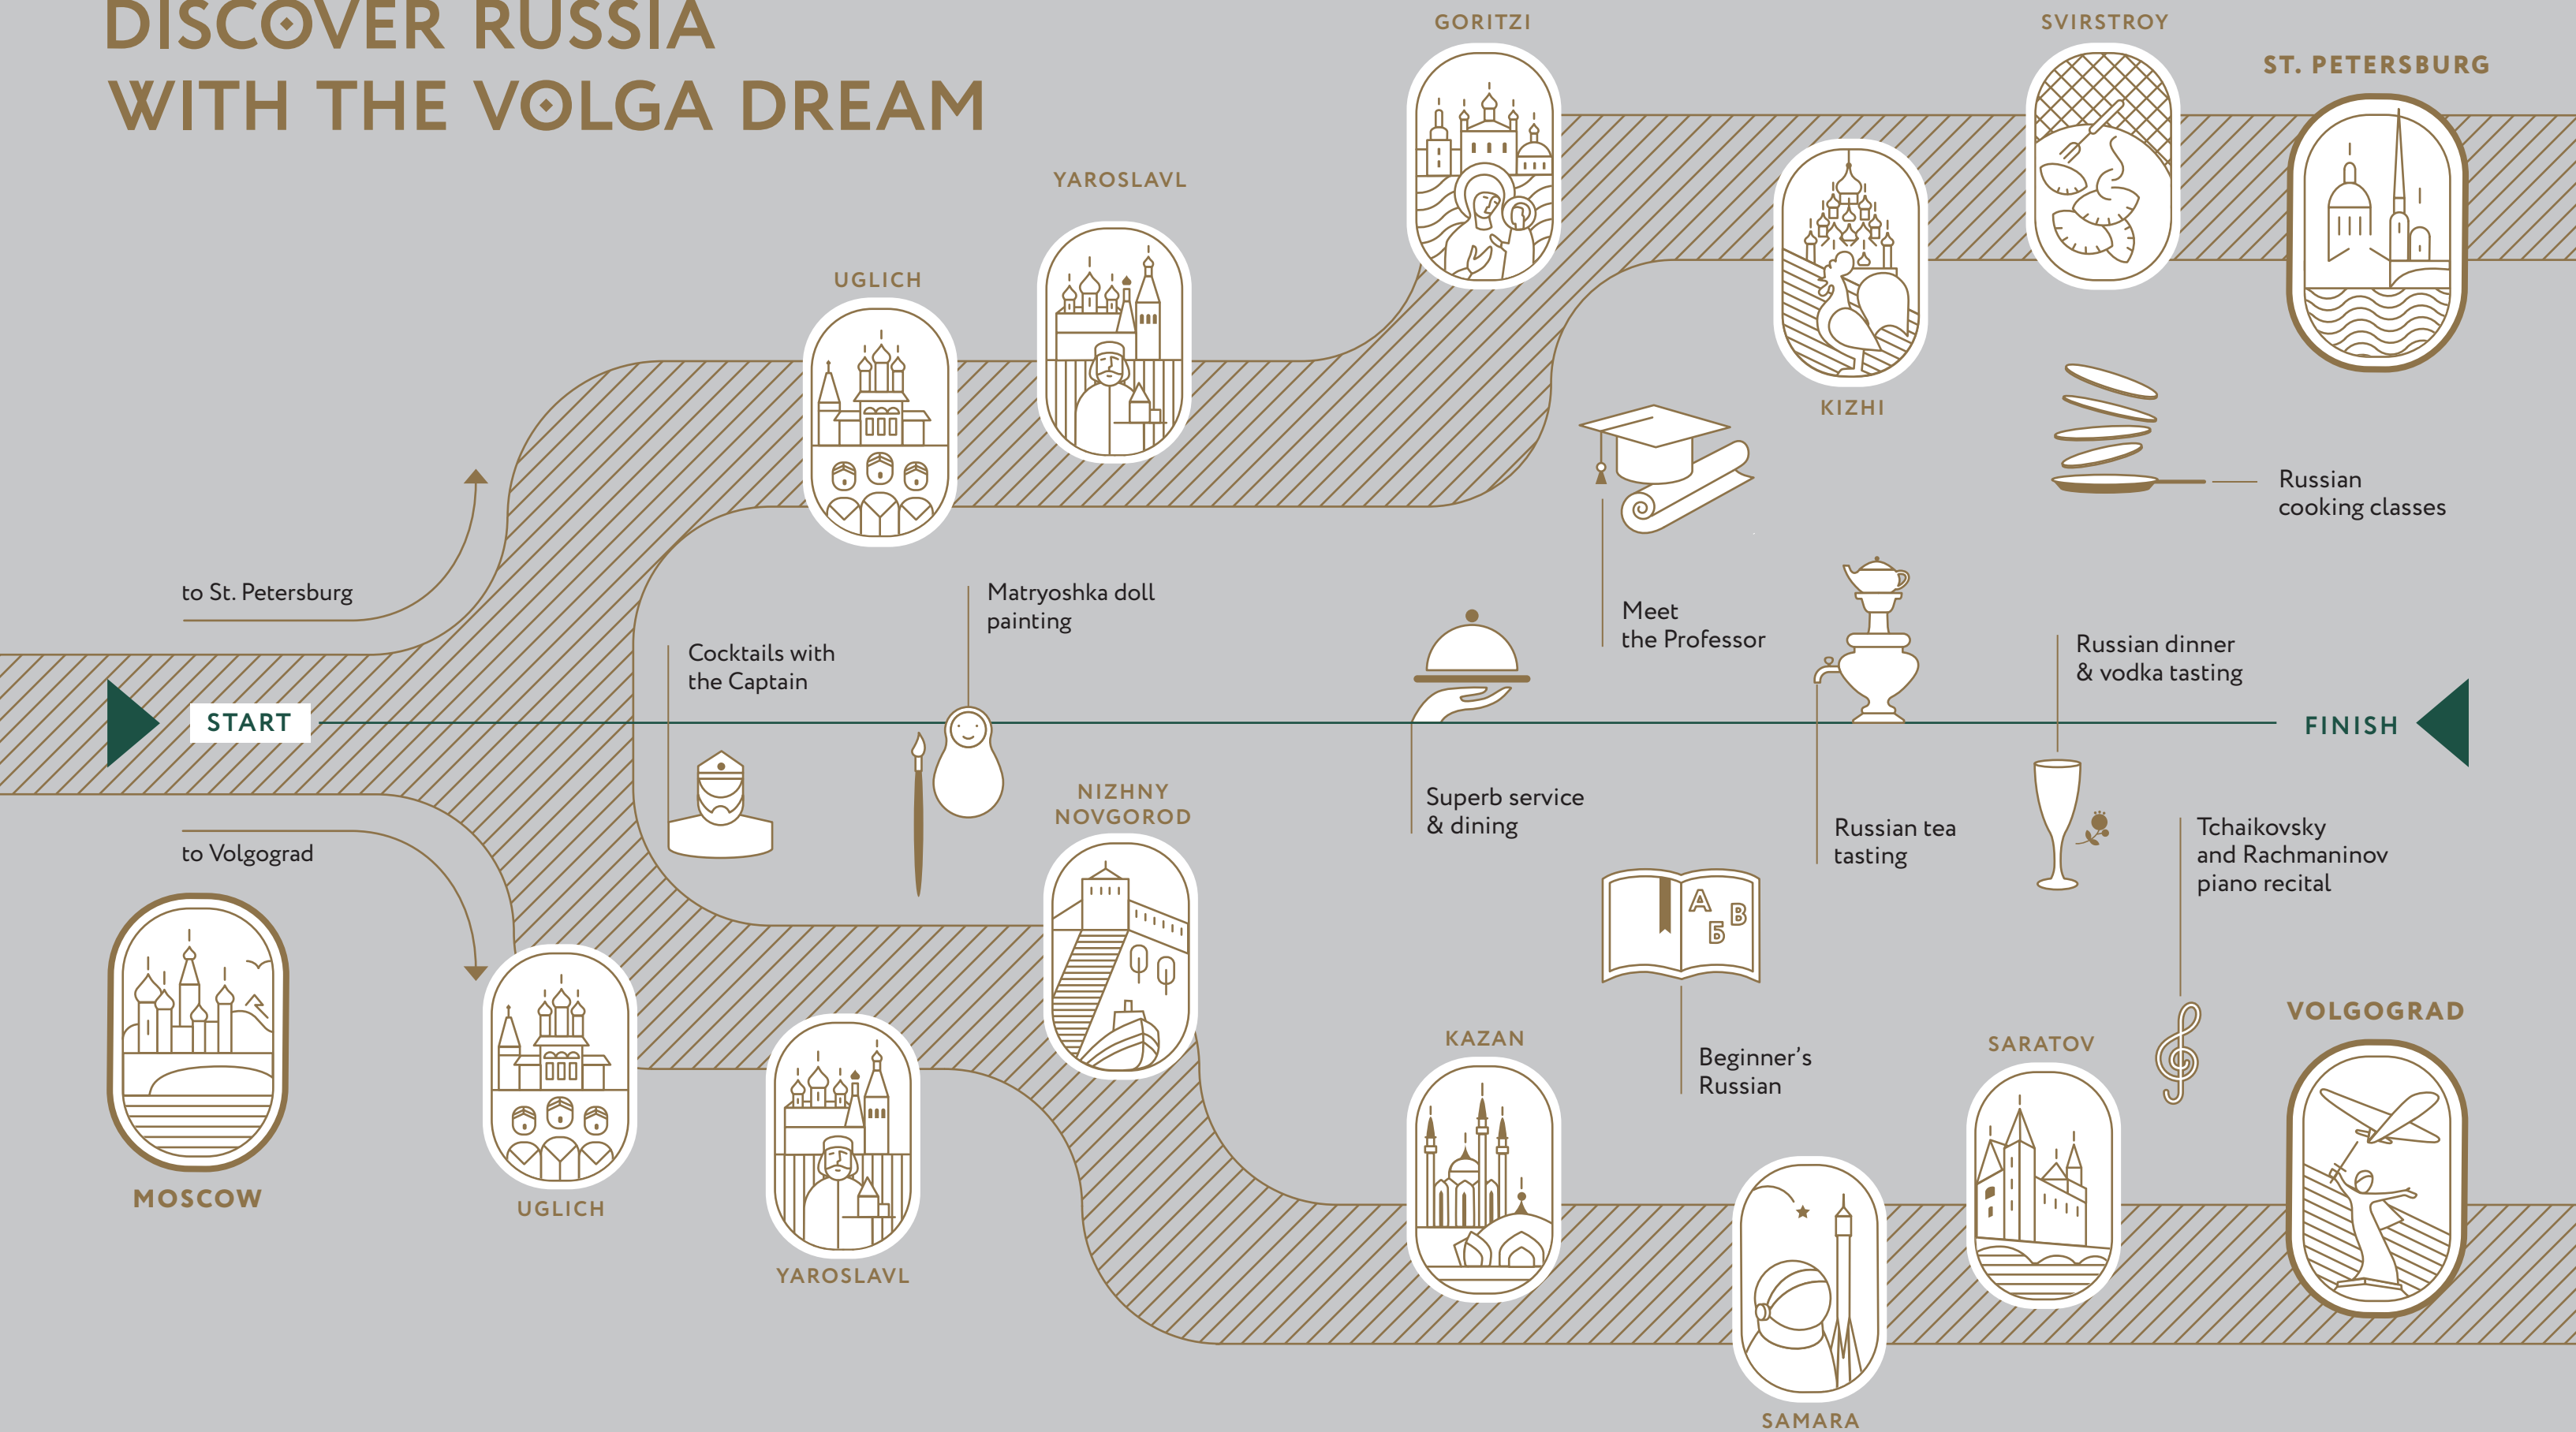 DISCOVER RUSSIA
WITH THE VOLGA DREAM
GORITZI
SVIRSTROY
ST. PETERSBURG
YAROSLAVL
UGLICH
KIZHI
Russian
cooking classes
to St. Petersburg
Matryoshka doll
painting
Meet
the Professor
Cocktails with
the Captain
Russian dinner
& vodka tasting
START
FINISH
NIZHNY
NOVGOROD
Superb service
& dining
Russian tea
tasting
Tchaikovsky
and Rachmaninov
piano recital
to Volgograd
А
Б
В
MOSCOW
UGLICH
YAROSLAVL
KAZAN
Beginner’s
Russian
SARATOV
VOLGOGRAD
SAMARA